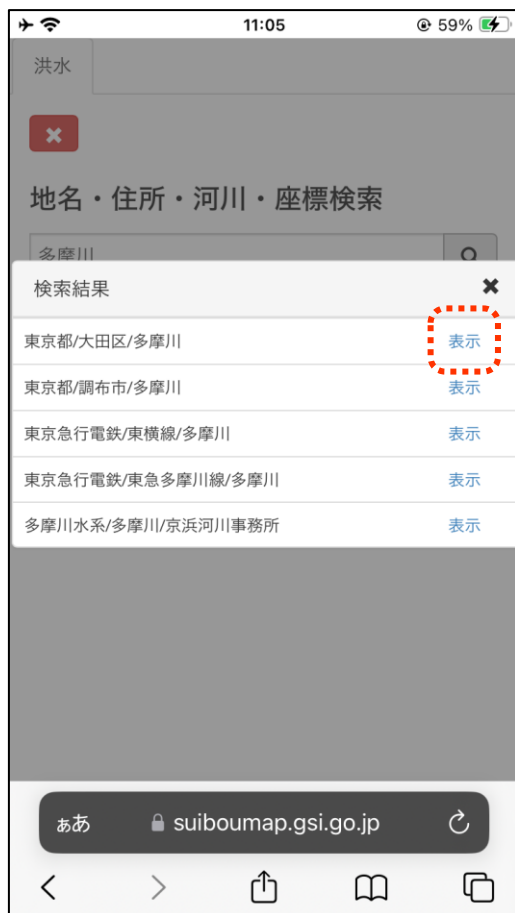 11:05
59%
洪水
地名・住所・河川・座標検索
多摩川
検索結果
東京都/大田区/多摩川 表示
東京都/調布市/多摩川 表示
東京急行電鉄/東横線/多摩川 表示
東京急行電鉄/東急多摩川線/多摩川 表示
多摩川水系/多摩川/京浜河川事務所 表示
ぁあ suiboumap.gsi.go.jp